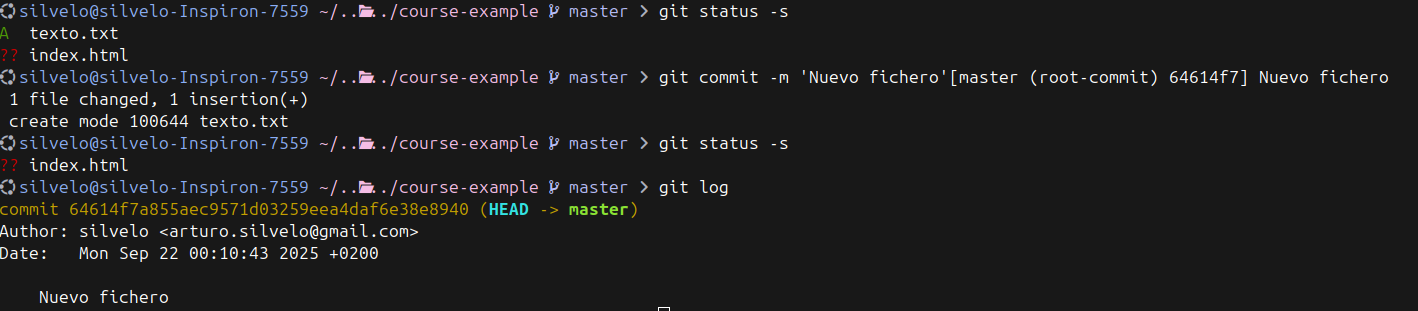 silvelo@silvelo-Inspiron-7559 ~/../../course-example master > git status -s
A  texto.txt
?? index.html
silvelo@silvelo-Inspiron-7559 ~/../../course-example master > git commit -m 'Nuevo fichero'[master (root-commit) 64614f7] Nuevo fichero
 1 file changed, 1 insertion(+)
 create mode 100644 texto.txt
silvelo@silvelo-Inspiron-7559 ~/../../course-example master > git status -s
?? index.html
silvelo@silvelo-Inspiron-7559 ~/../../course-example master > git log
commit 64614f7a855aec9571d03259eea4daf6e38e8940 (HEAD -> master)
Author: silvelo <arturo.silvelo@gmail.com>
Date:   Mon Sep 22 00:10:43 2025 +0200
    Nuevo fichero